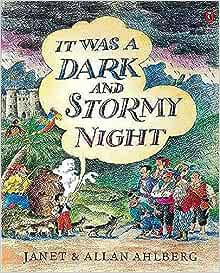 IT WAS A
DARK
AND
STORMY
NIGHT
JANET & ALLAN AHLBERG